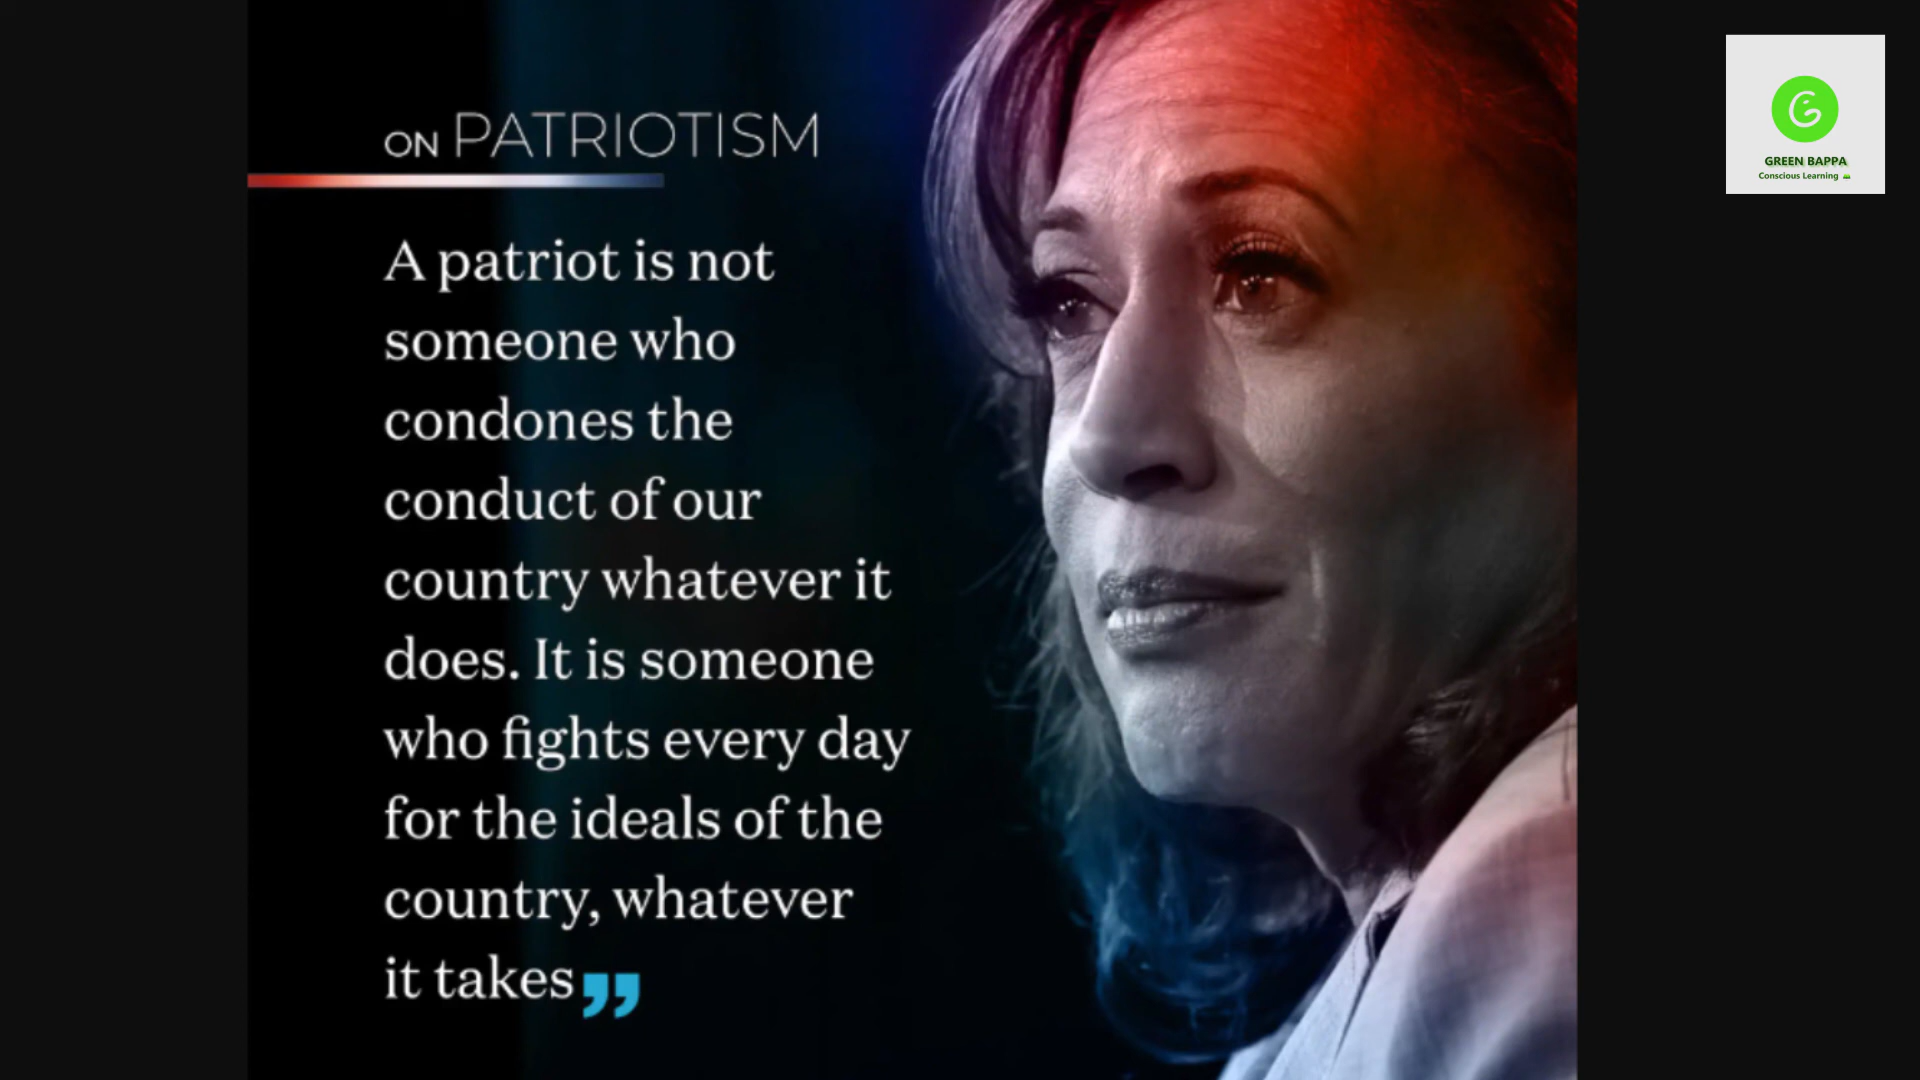 ON PATRIOTISM
A patriot is not
someone who
condones the
conduct of our
country whatever it
does. It is someone
who fights every day
for the ideals of the
country, whatever
it takes”
GREEN BAPPA
Conscious Learning